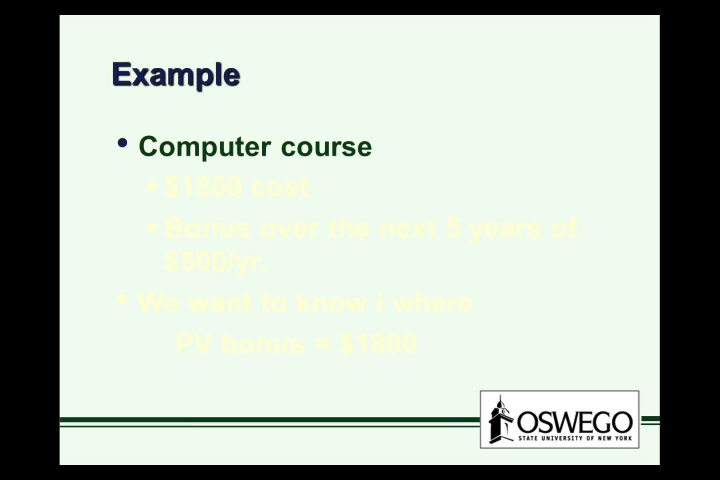 Example
• Computer course
• $1800 cost
• Bonus over the next 5 years of
$500/yr.
• We want to know i where
PV bonus = $1800
OSWEGO
STATE UNIVERSITY OF NEW YORK